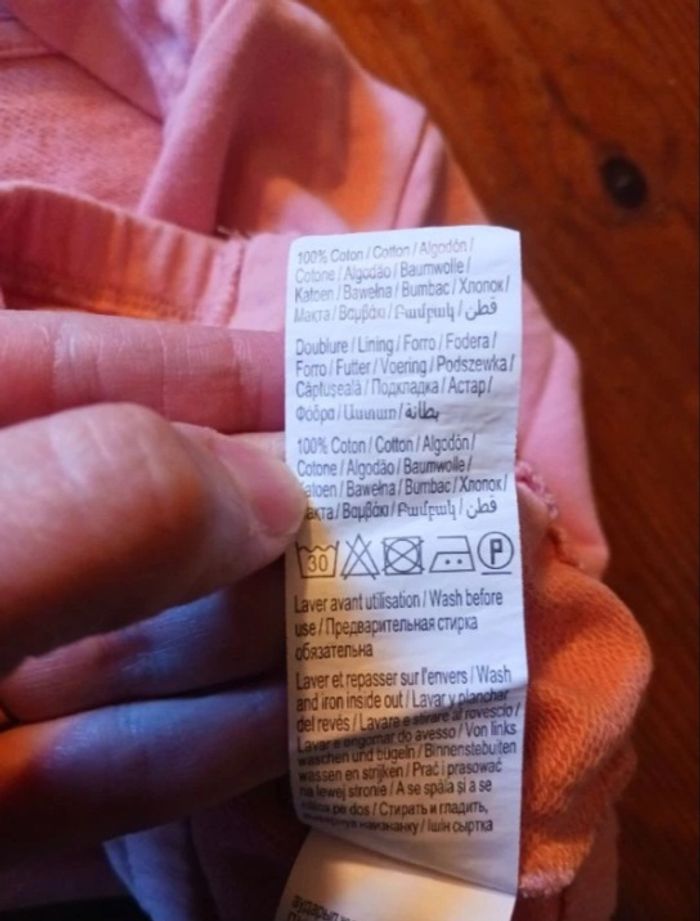 100% Coton / Cotton / Algodón /
Cotone / Algodão / Baumwolle /
Katoen / Bawełna / Bumbac / Хлопок /
Мақта / Βαμβάκι / Բամբակ / قطن
Doublure / Lining / Forro / Fodera /
Forro / Futter / Voering / Podszewka /
Căptușeală / Подкладка / Астар /
Φόδρα / Աստառ / بطانة
100% Coton / Cotton / Algodón /
Cotone / Algodão / Baumwolle /
atoen / Bawełna / Bumbac / Хлопок /
ақта / Βαμβάκι / Բամբակ / قطن
30 P
Laver avant utilisation / Wash before
use / Предварительная стирка
обязательна
Laver et repasser sur l'envers / Wash
and iron inside out / Lavar y planchar
del revés / Lavare e stirare al rovescio /
Lavar e engomar do avesso / Von links
waschen und bügeln / Binnenstebuiten
wassen en strijken / Prać i prasować
na lewej stronie / A se spăla și a se
pe dos / Стирать и гладить,
наизнанку / Ішін сыртқа